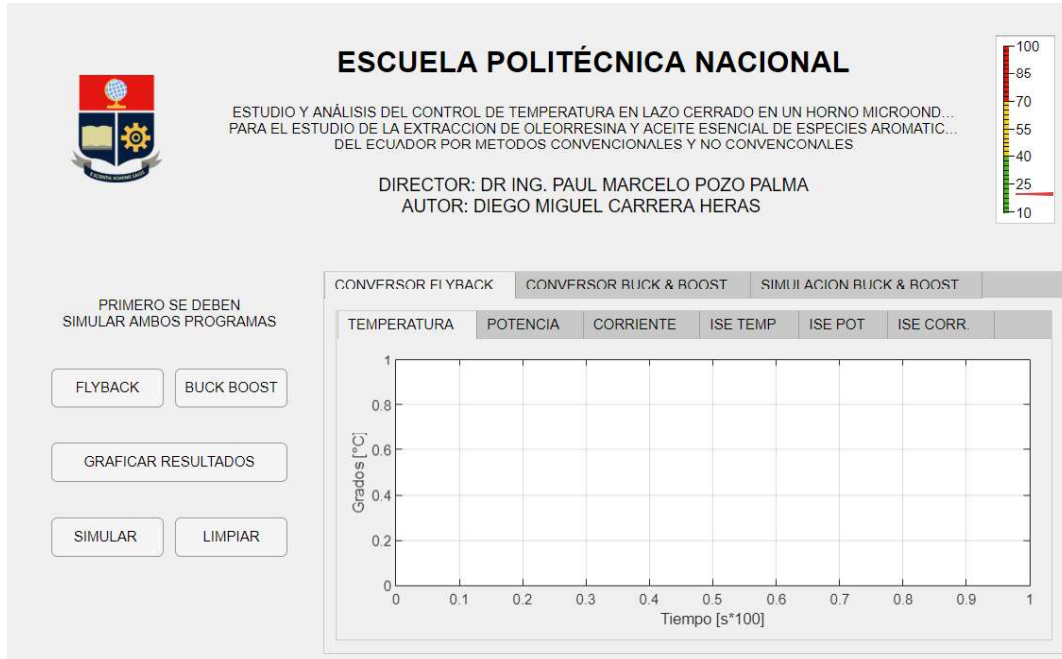 ESCUELA POLITÉCNICA NACIONAL
ESTUDIO Y ANÁLISIS DEL CONTROL DE TEMPERATURA EN LAZO CERRADO EN UN HORNO MICROOND...
PARA EL ESTUDIO DE LA EXTRACCION DE OLEORRESINA Y ACEITE ESENCIAL DE ESPECIES AROMATIC...
DEL ECUADOR POR METODOS CONVENCIONALES Y NO CONVENCONALES
DIRECTOR: DR ING. PAUL MARCELO POZO PALMA
AUTOR: DIEGO MIGUEL CARRERA HERAS
100
85
70
55
40
25
10
PRIMERO SE DEBEN
SIMULAR AMBOS PROGRAMAS
FLYBACK
BUCK BOOST
GRAFICAR RESULTADOS
SIMULAR
LIMPIAR
CONVERSOR FLYBACK
CONVERSOR BUCK & BOOST
SIMULACION BUCK & BOOST
TEMPERATURA
POTENCIA
CORRIENTE
ISE TEMP
ISE POT
ISE CORR.
Grados [°C]
1
0.8
0.6
0.4
0.2
0
0 0.1 0.2 0.3 0.4 0.5 0.6 0.7 0.8 0.9 1
Tiempo [s*100]